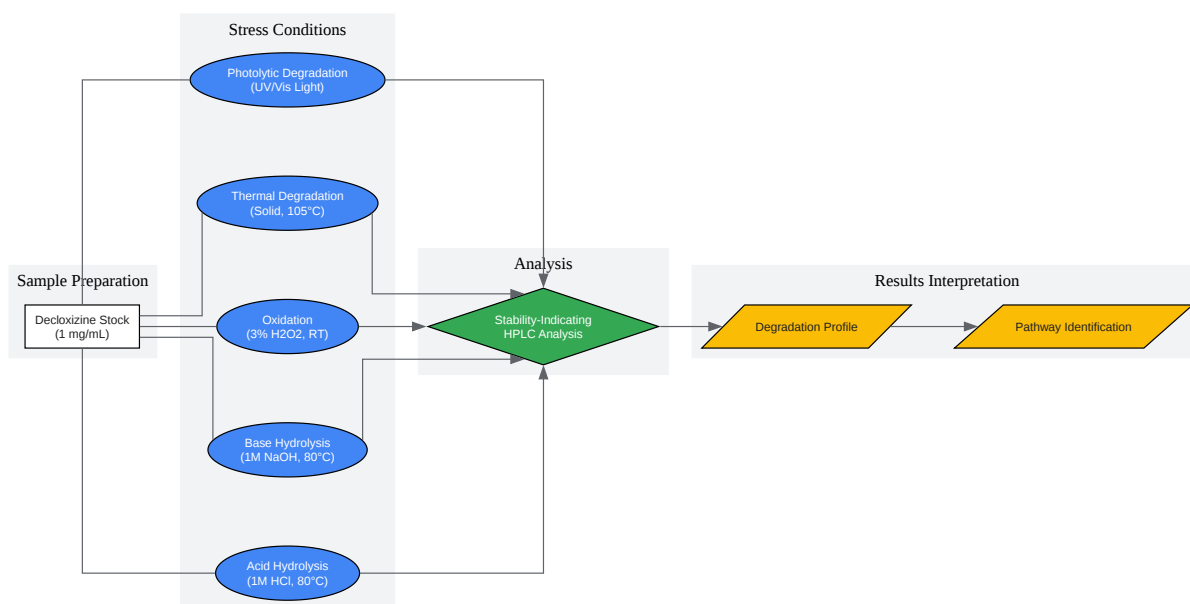 Stress Conditions
Photolytic Degradation
(UV/Vis Light)
Thermal Degradation
(Solid, 105°C)
Sample Preparation
Decloxizine Stock
(1 mg/mL)
Oxidation
(3% H2O2, RT)
Base Hydrolysis
(1M NaOH, 80°C)
Acid Hydrolysis
(1M HCl, 80°C)
Analysis
Stability-Indicating
HPLC Analysis
Results Interpretation
Degradation Profile
Pathway Identification